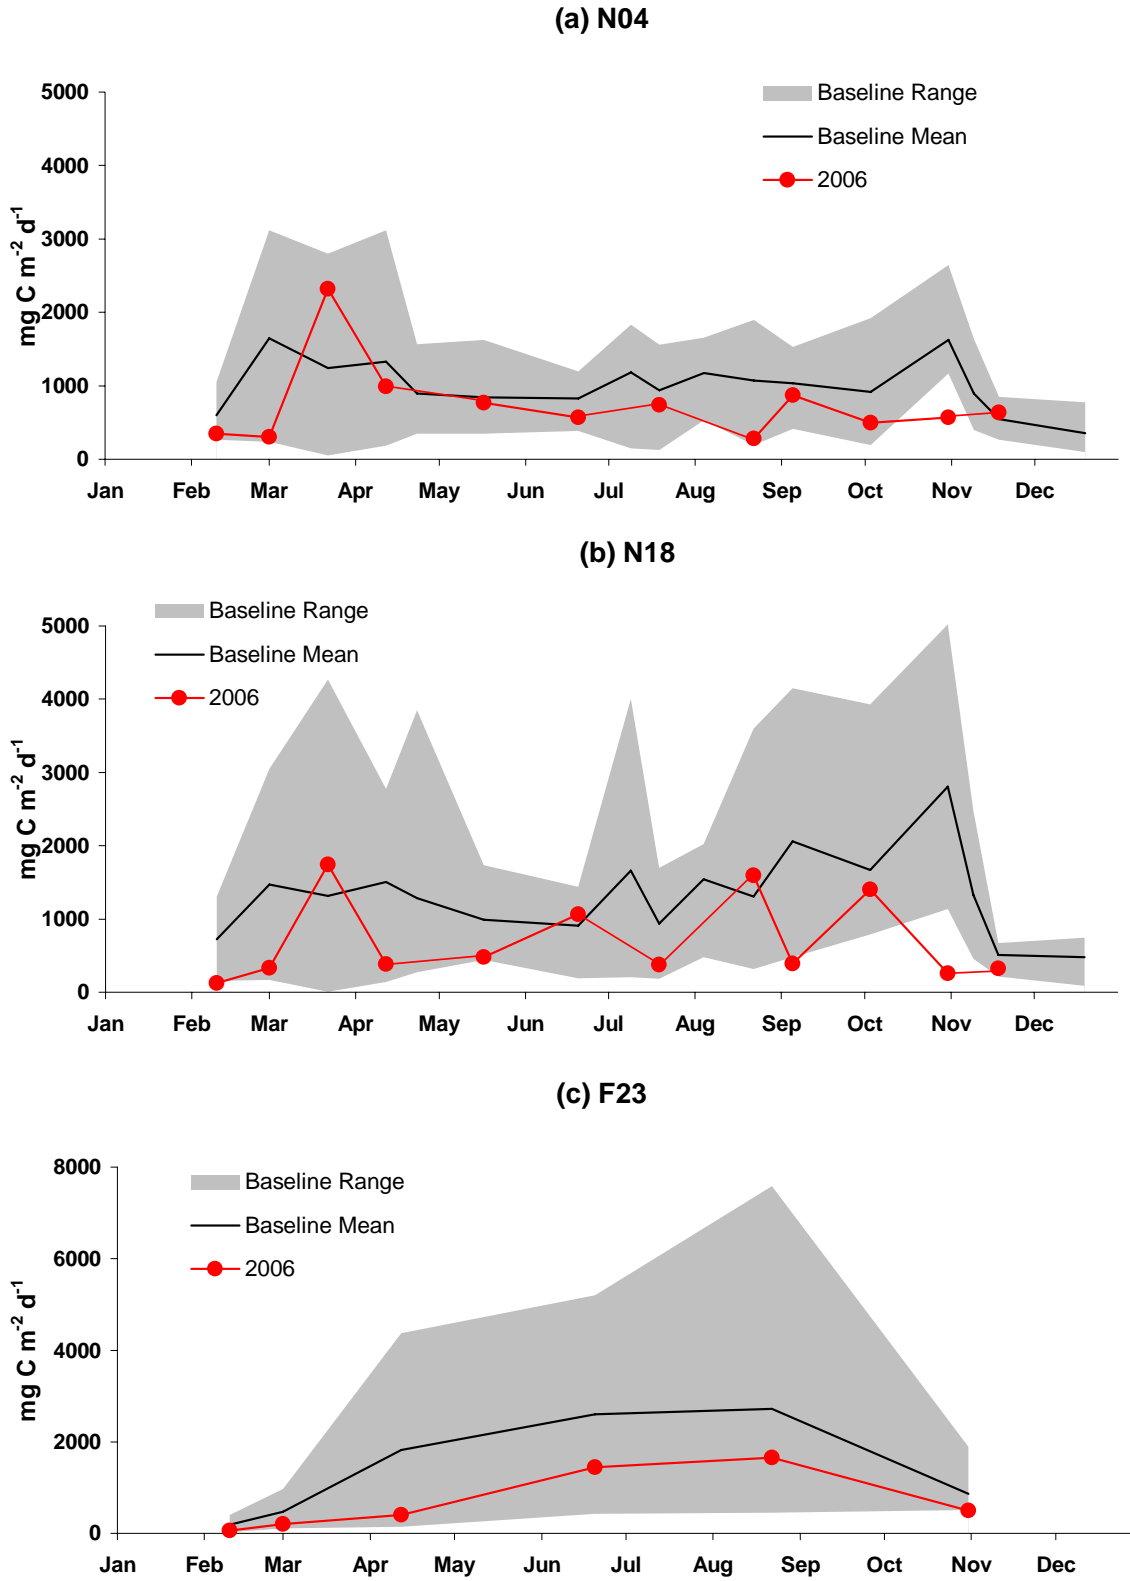 (a) N04
5000
4000
3000
2000
1000
0
mg C m-2 d-1
Baseline Range
Baseline Mean
2006
Jan Feb Mar Apr May Jun Jul Aug Sep Oct Nov Dec
(b) N18
5000
4000
3000
2000
1000
0
mg C m-2 d-1
Baseline Range
Baseline Mean
2006
Jan Feb Mar Apr May Jun Jul Aug Sep Oct Nov Dec
(c) F23
8000
6000
4000
2000
0
mg C m-2 d-1
Baseline Range
Baseline Mean
2006
Jan Feb Mar Apr May Jun Jul Aug Sep Oct Nov Dec